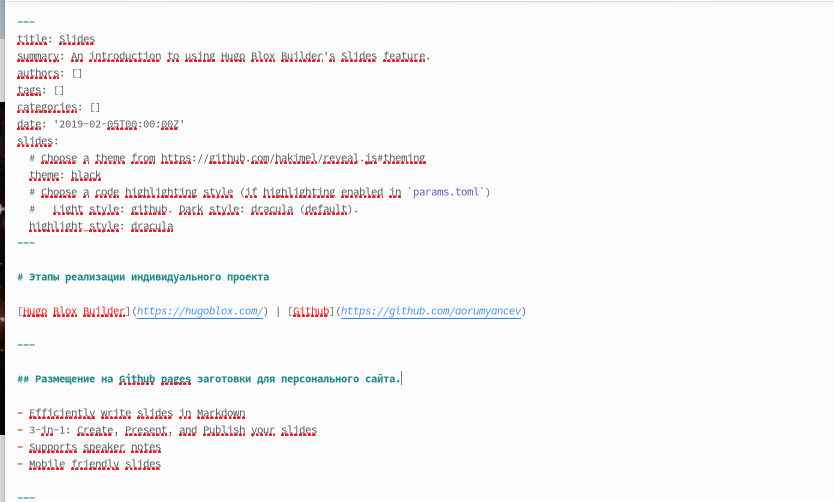 ---
title: Slides
summary: An introduction to using Hugo Blox Builder's Slides feature.
authors: []
tags: []
categories: []
date: '2019-02-05T00:00:00Z'
slides:
  # Choose a theme from https://github.com/hakimel/reveal.js#theming
  theme: black
  # Choose a code highlighting style (if highlighting enabled in `params.toml`)
  #   Light style: github. Dark style: dracula (default).
  highlight_style: dracula
---
# Этапы реализации индивидуального проекта
[Hugo Blox Builder](https://hugoblox.com/) | [Github](https://github.com/aorumyancev)
---
## Размещение на Github pages заготовки для персонального сайта.
- Efficiently write slides in Markdown
- 3-in-1: Create, Present, and Publish your slides
- Supports speaker notes
- Mobile friendly slides
---